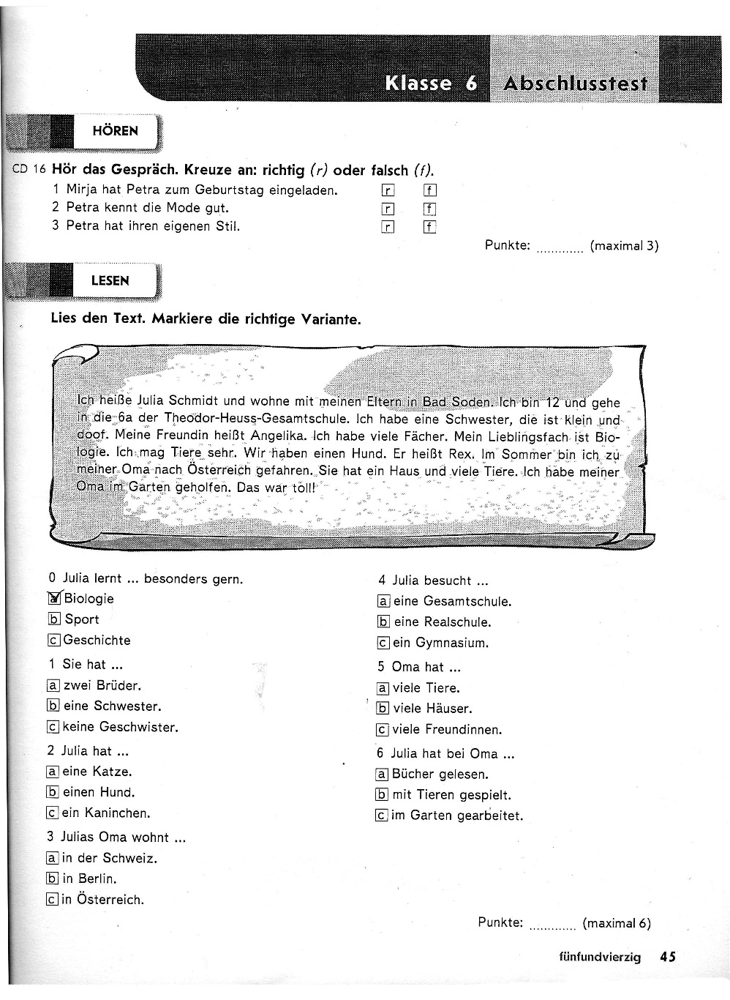 Klasse 6 Abschlusstest
HÖREN
CD 16 Hör das Gespräch. Kreuze an: richtig (r) oder falsch (f).
1 Mirja hat Petra zum Geburtstag eingeladen. r f
2 Petra kennt die Mode gut. r f
3 Petra hat ihren eigenen Stil. r f
Punkte: ............ (maximal 3)
LESEN
Lies den Text. Markiere die richtige Variante.
Ich heiße Julia Schmidt und wohne mit meinen Eltern in Bad Soden. Ich bin 12 und gehe
in die 6a der Theodor-Heuss-Gesamtschule. Ich habe eine Schwester, die ist klein und
doof. Meine Freundin heißt Angelika. Ich habe viele Fächer. Mein Lieblingsfach ist Bio-
logie. Ich mag Tiere sehr. Wir haben einen Hund. Er heißt Rex. Im Sommer bin ich zu
meiner Oma nach Österreich gefahren. Sie hat ein Haus und viele Tiere. Ich habe meiner
Oma im Garten geholfen. Das war toll!
0 Julia lernt ... besonders gern.
a Biologie
b Sport
c Geschichte
1 Sie hat ...
a zwei Brüder.
b eine Schwester.
c keine Geschwister.
2 Julia hat ...
a eine Katze.
b einen Hund.
c ein Kaninchen.
3 Julias Oma wohnt ...
a in der Schweiz.
b in Berlin.
c in Österreich.
4 Julia besucht ...
a eine Gesamtschule.
b eine Realschule.
c ein Gymnasium.
5 Oma hat ...
a viele Tiere.
b viele Häuser.
c viele Freundinnen.
6 Julia hat bei Oma ...
a Bücher gelesen.
b mit Tieren gespielt.
c im Garten gearbeitet.
Punkte: ............ (maximal 6)
fünfundvierzig 45